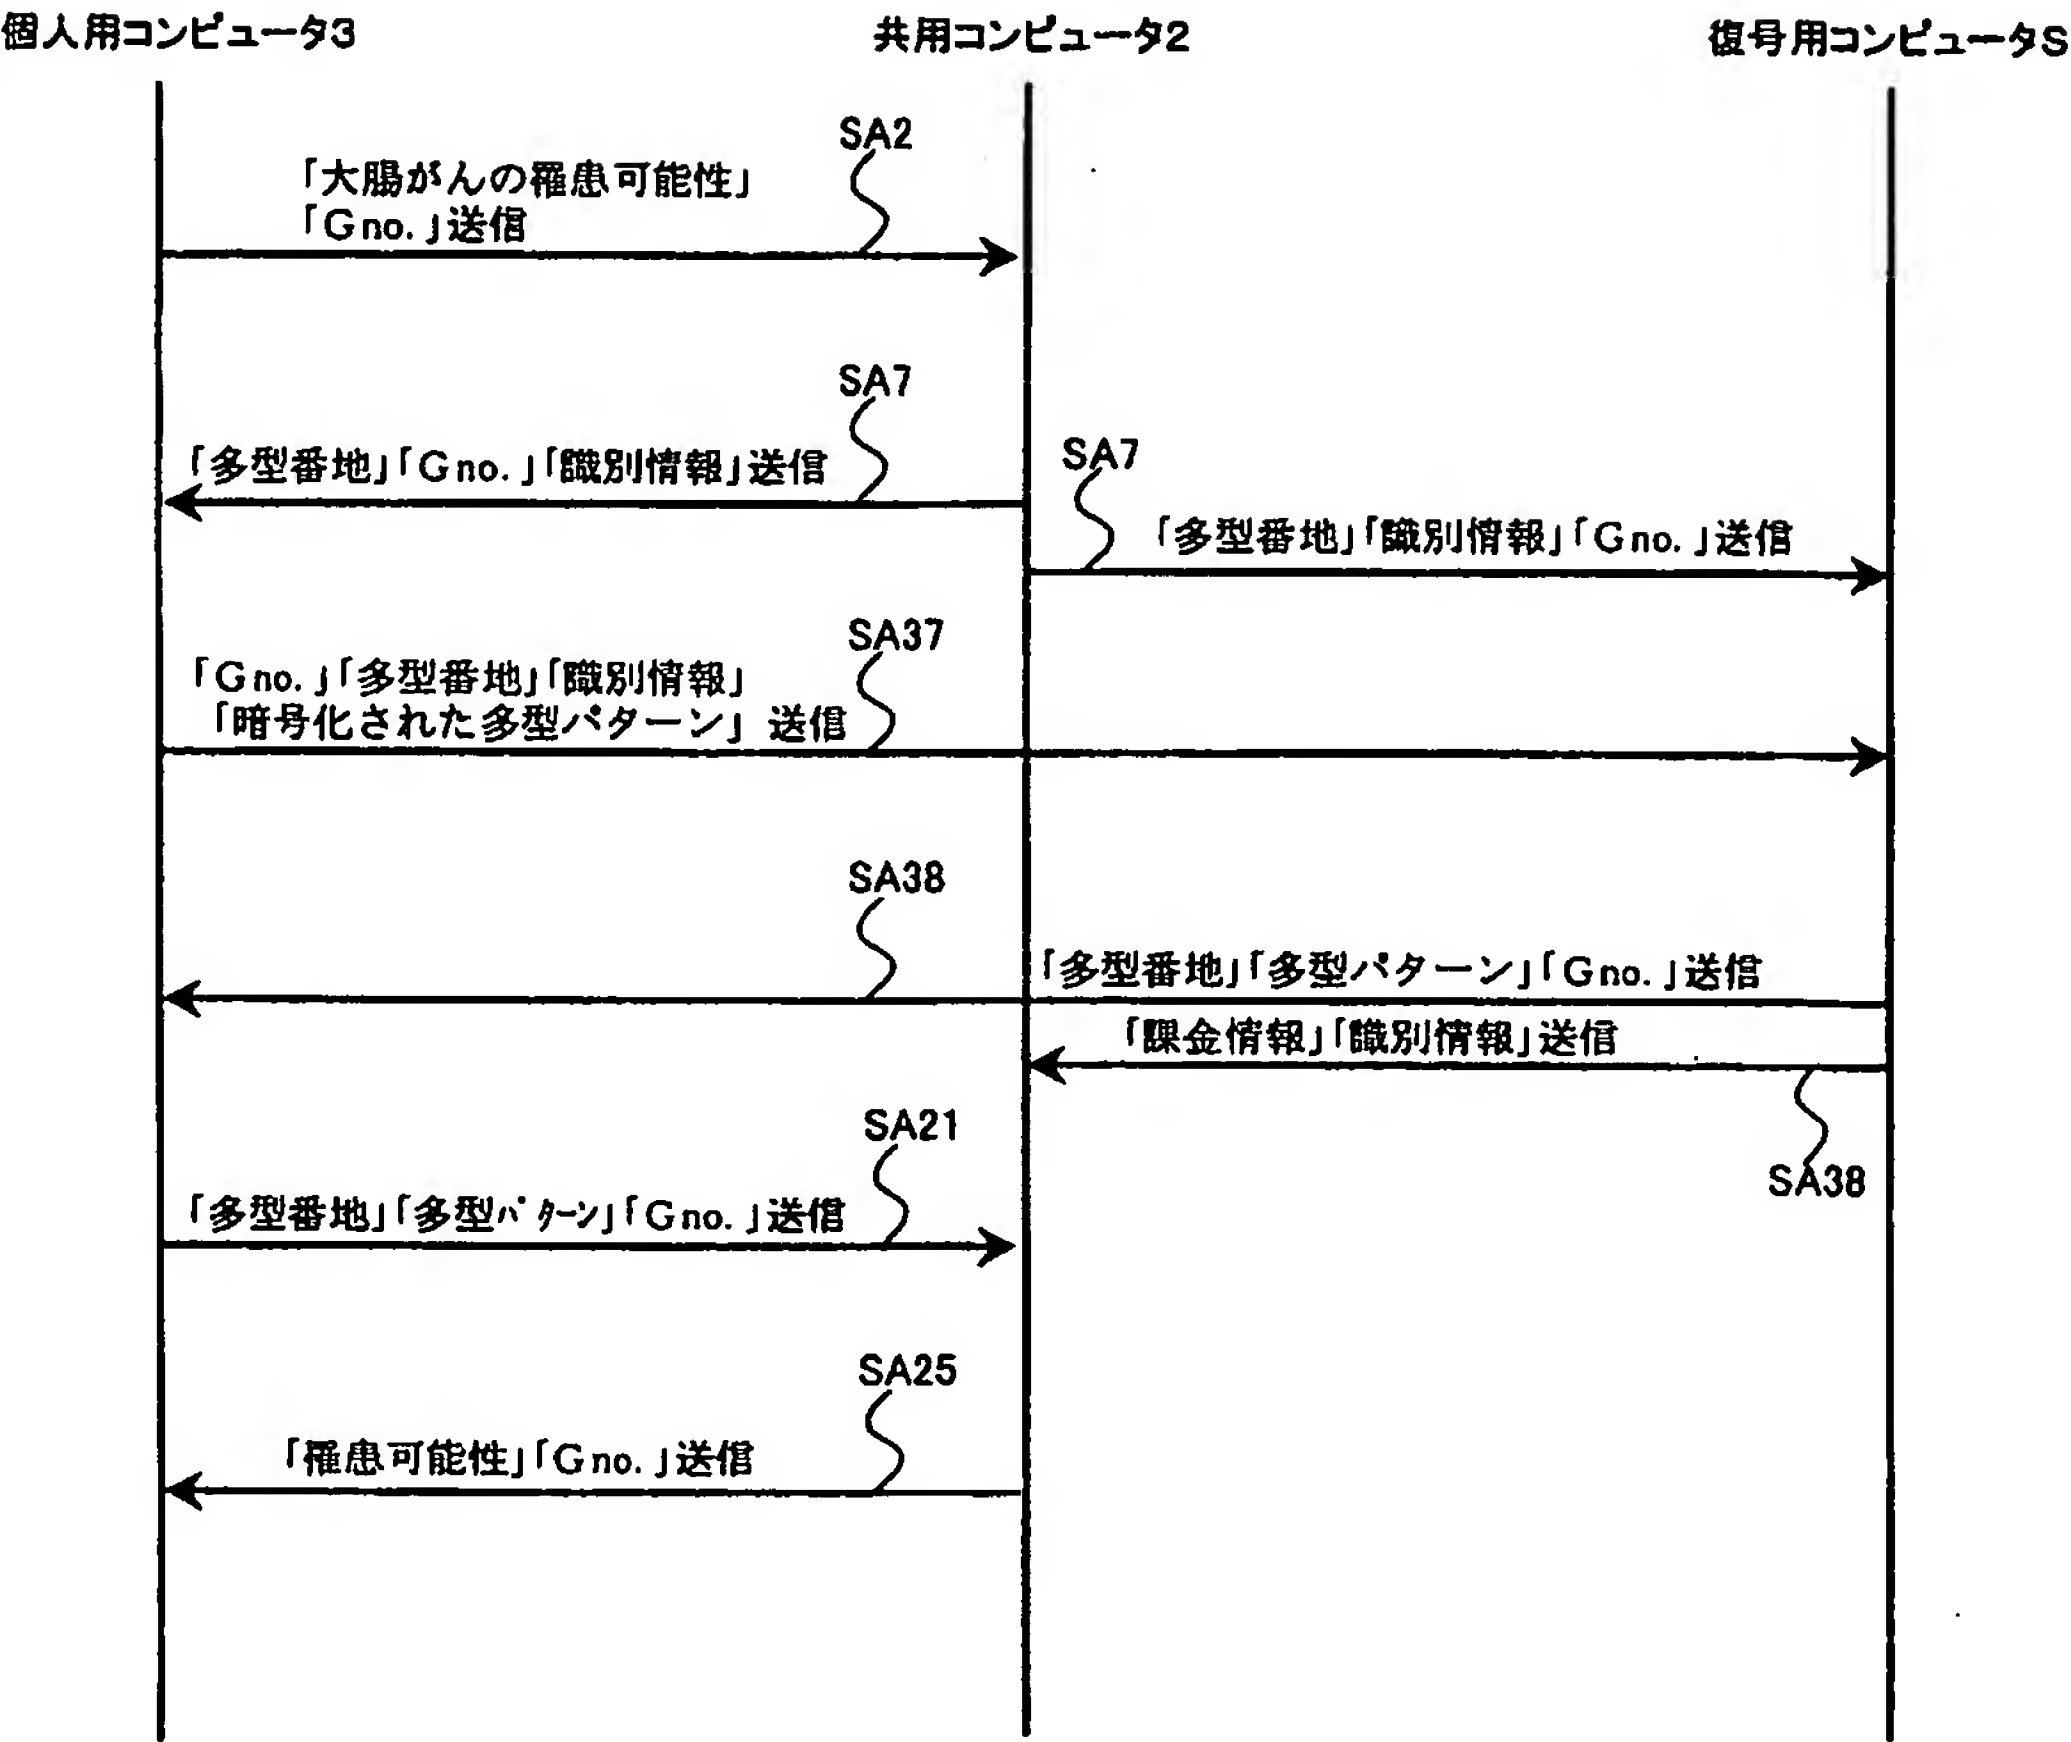 個人用コンピュータ3
共用コンピュータ2
復号用コンピュータS
SA2
「大腸がんの罹患可能性」
「Gno.」送信
SA7
「多型番地」「Gno.」「識別情報」送信
SA7
「多型番地」「識別情報」「Gno.」送信
SA37
「Gno.」「多型番地」「識別情報」
「暗号化された多型パターン」送信
SA38
「多型番地」「多型パターン」「Gno.」送信
「課金情報」「識別情報」送信
SA38
SA21
「多型番地」「多型ﾊﾟﾀｰﾝ」「Gno.」送信
SA25
「罹患可能性」「Gno.」送信